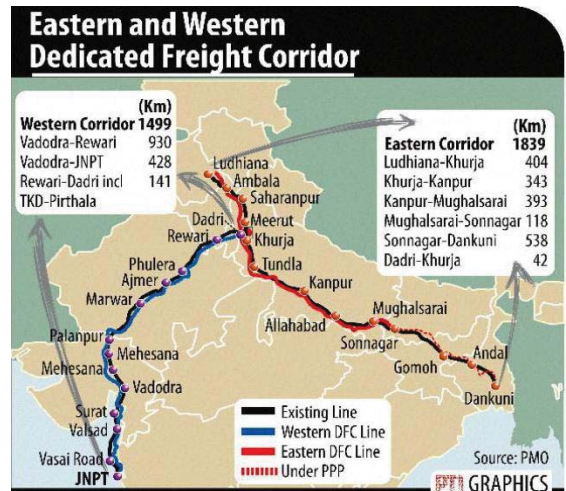 Eastern and Western
Dedicated Freight Corridor
(Km)
Western Corridor 1499
Vadodra-Rewari 930
Vadodra-JNPT 428
Rewari-Dadri incl 141
TKD-Pirthala
(Km)
Eastern Corridor 1839
Ludhiana-Khurja 404
Khurja-Kanpur 343
Kanpur-Mughalsarai 393
Mughalsarai-Sonnagar 118
Sonnagar-Dankuni 538
Dadri-Khurja 42
Ludhiana
Ambala
Saharanpur
Meerut
Dadri
Rewari
Khurja
Tundla
Phulera
Ajmer
Kanpur
Marwar
Mughalsarai
Allahabad
Palanpur
Sonnagar
Mehesana
Gomoh
Andal
Mehesana
Vadodra
Dankuni
Surat
Valsad
Vasai Road
JNPT
Existing Line
Western DFC Line
Eastern DFC Line
Under PPP
Source: PMO
PTI GRAPHICS